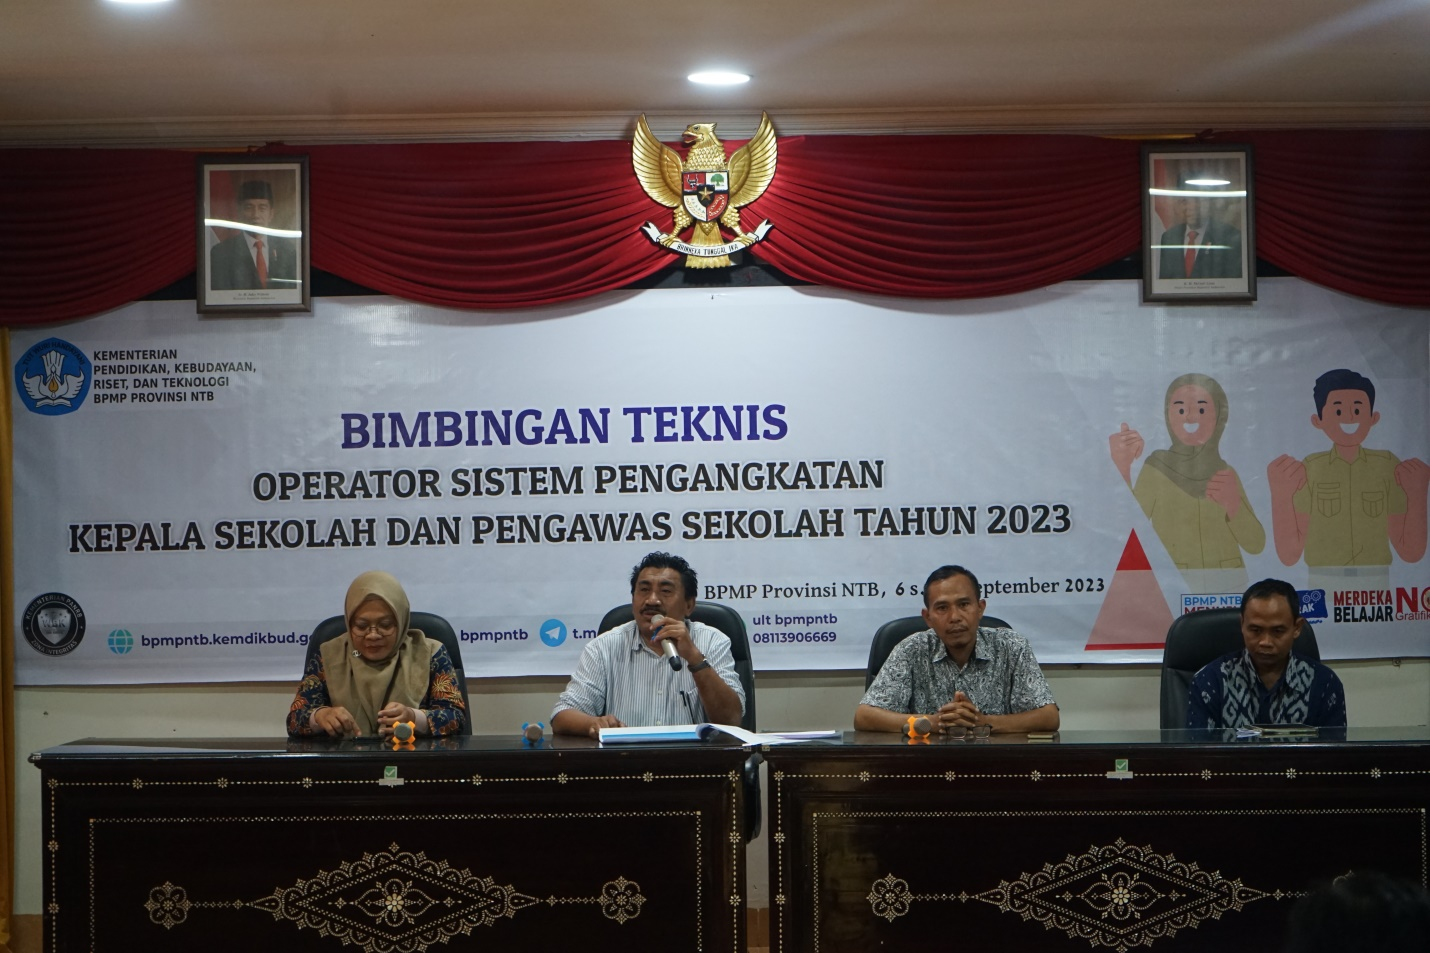 BHINNEKA TUNGGAL IKA
KEMENTERIAN
PENDIDIKAN, KEBUDAYAAN,
RISET, DAN TEKNOLOGI
BPMP PROVINSI NTB
BIMBINGAN TEKNIS
OPERATOR SISTEM PENGANGKATAN
KEPALA SEKOLAH DAN PENGAWAS SEKOLAH TAHUN 2023
BPMP Provinsi NTB, 6 s. September 2023
bpmpntb.kemdikbud.g
bpmpntb
t.m
ult bpmpntb
08113906669
BPMP NTB
MERDEKA
BELAJAR
Gratifik